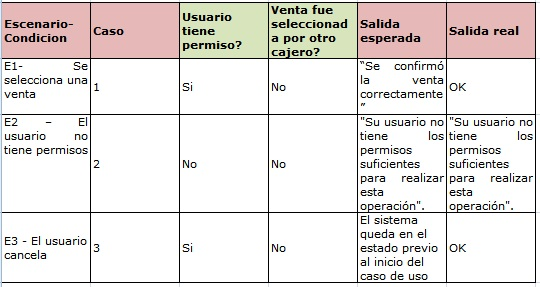 Escenario-
Condicion
Caso
Usuario
tiene
permiso?
Venta fue
seleccionad
a por otro
cajero?
Salida
esperada
Salida real
E1- Se
selecciona una
venta
1
Si
No
"Se confirmó
la venta
correctamente
"
OK
E2 – El
usuario no
tiene permisos
2
No
No
"Su usuario no
tiene los
permisos
suficientes
para realizar
esta
operación".
"Su usuario no
tiene los
permisos
suficientes
para realizar
esta
operación".
E3 - El usuario
cancela
3
Si
No
El sistema
queda en el
estado previo
al inicio del
caso de uso
OK